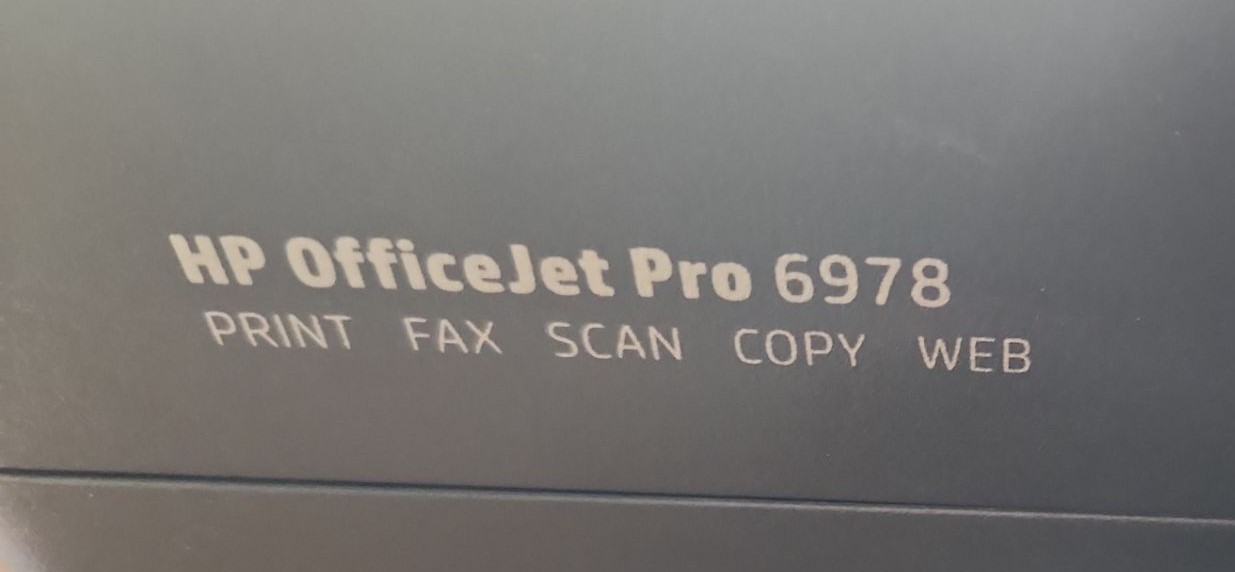 HP OfficeJet Pro 6978
PRINT FAX SCAN COPY WEB